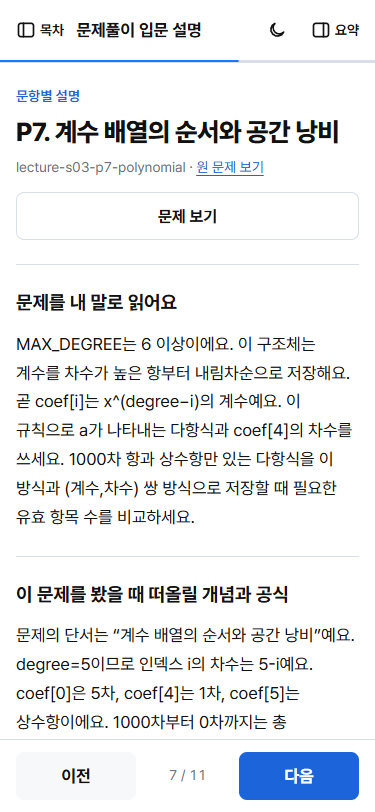 목차 문제풀이 입문 설명 요약
문항별 설명
P7. 계수 배열의 순서와 공간 낭비
lecture-s03-p7-polynomial · 원 문제 보기
문제 보기
문제를 내 말로 읽어요
MAX_DEGREE는 6 이상이에요. 이 구조체는
계수를 차수가 높은 항부터 내림차순으로 저장해요.
곧 coef[i]는 x^(degree−i)의 계수예요. 이
규칙으로 a가 나타내는 다항식과 coef[4]의 차수를
쓰세요. 1000차 항과 상수항만 있는 다항식을 이
방식과 (계수,차수) 쌍 방식으로 저장할 때 필요한
유효 항목 수를 비교하세요.
이 문제를 봤을 때 떠올릴 개념과 공식
문제의 단서는 “계수 배열의 순서와 공간 낭비”예요.
degree=5이므로 인덱스 i의 차수는 5-i예요.
coef[0]은 5차, coef[4]는 1차, coef[5]는
상수항이에요. 1000차부터 0차까지는 총
이전 7 / 11 다음